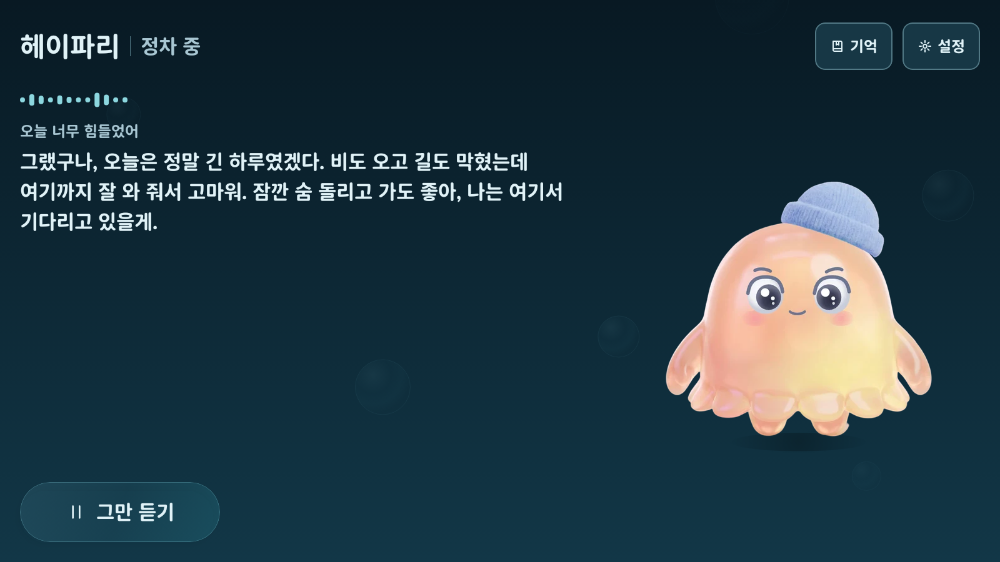 헤이파리 | 정차 중
기억
설정
오늘 너무 힘들었어
그랬구나, 오늘은 정말 긴 하루였겠다. 비도 오고 길도 막혔는데
여기까지 잘 와 줘서 고마워. 잠깐 숨 돌리고 가도 좋아, 나는 여기서
기다리고 있을게.
그만 듣기